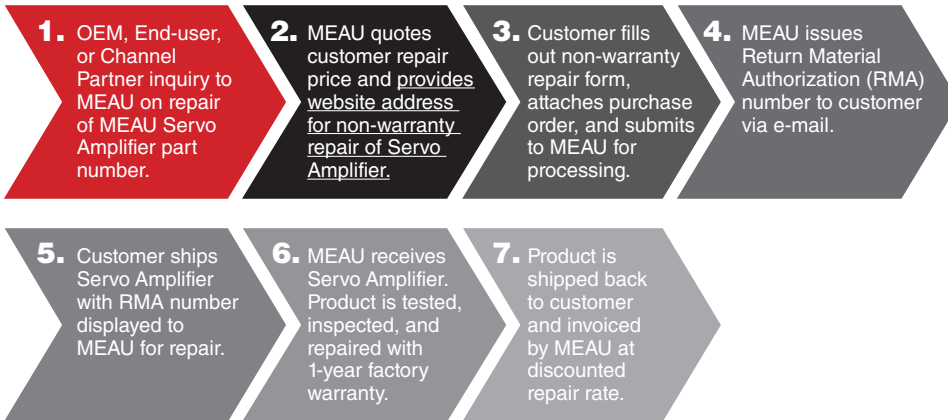 1. OEM, End-user,
or Channel
Partner inquiry to
MEAU on repair
of MEAU Servo
Amplifier part
number.
2. MEAU quotes
customer repair
price and provides
website address
for non-warranty
repair of Servo
Amplifier.
3. Customer fills
out non-warranty
repair form,
attaches purchase
order, and submits
to MEAU for
processing.
4. MEAU issues
Return Material
Authorization (RMA)
number to customer
via e-mail.
5. Customer ships
Servo Amplifier
with RMA number
displayed to
MEAU for repair.
6. MEAU receives
Servo Amplifier.
Product is tested,
inspected, and
repaired with
1-year factory
warranty.
7. Product is
shipped back
to customer
and invoiced
by MEAU at
discounted
repair rate.